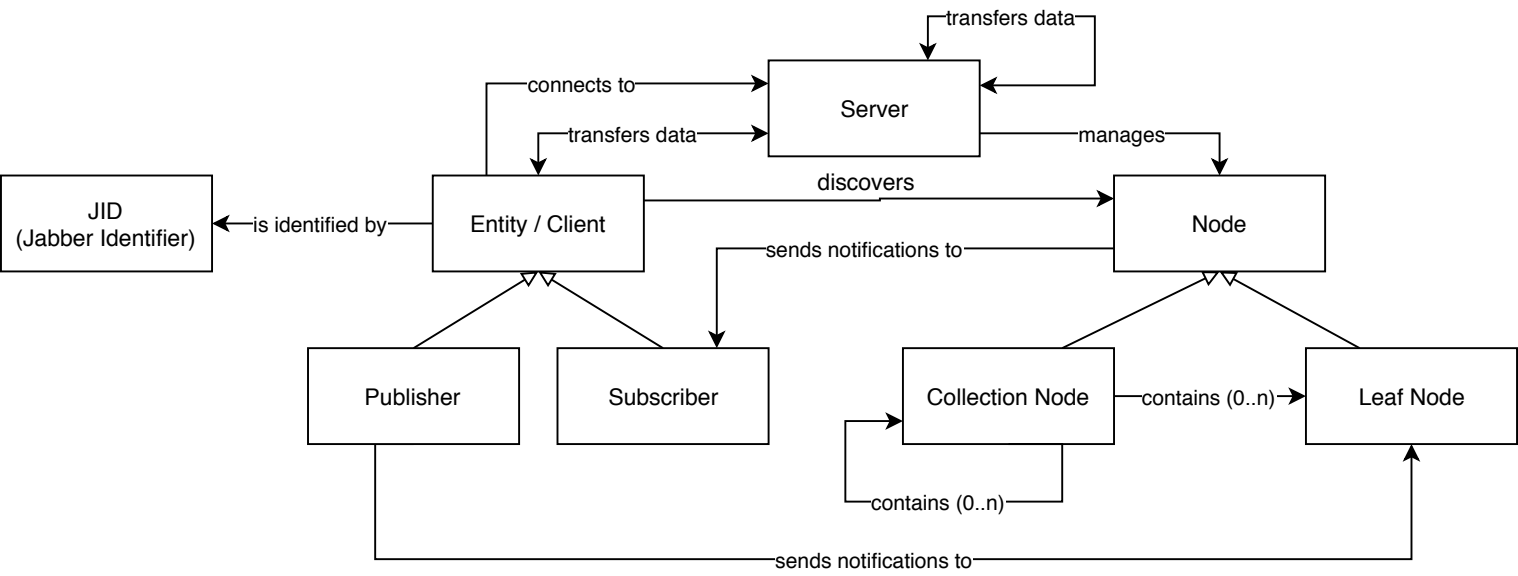 transfers data
connects to
Server
transfers data
manages
discovers
JID
(Jabber Identifier)
is identified by
Entity / Client
Node
sends notifications to
Publisher
Subscriber
Collection Node
contains (0..n)
Leaf Node
contains (0..n)
sends notifications to